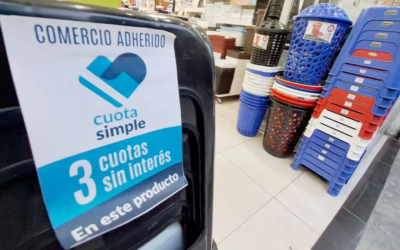 COMERCIO ADHERIDO
cuota
simple
3 cuotas
sin interés
En este producto